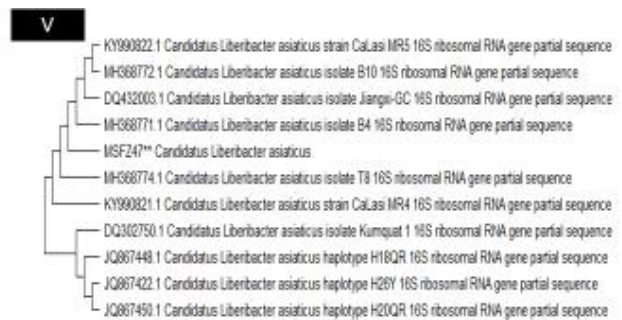 V
KY990822.1 Candidatus Liberibacter asiaticus strain CaLasi MR5 16S ribosomal RNA gene partial sequence
MH368772.1 Candidatus Liberibacter asiaticus isolate B10 16S ribosomal RNA gene partial sequence
DQ432003.1 Candidatus Liberibacter asiaticus isolate Jiangxi-GC 16S ribosomal RNA gene partial sequence
MH368771.1 Candidatus Liberibacter asiaticus isolate B4 16S ribosomal RNA gene partial sequence
MSFZ47** Candidatus Liberibacter asiaticus
MH368774.1 Candidatus Liberibacter asiaticus isolate T8 16S ribosomal RNA gene partial sequence
KY990821.1 Candidatus Liberibacter asiaticus strain CaLasi MR4 16S ribosomal RNA gene partial sequence
DQ302750.1 Candidatus Liberibacter asiaticus isolate Kumquat 1 16S ribosomal RNA gene partial sequence
JQ867448.1 Candidatus Liberibacter asiaticus haplotype H18QR 16S ribosomal RNA gene partial sequence
JQ867422.1 Candidatus Liberibacter asiaticus haplotype H26Y 16S ribosomal RNA gene partial sequence
JQ867450.1 Candidatus Liberibacter asiaticus haplotype H20QR 16S ribosomal RNA gene partial sequence